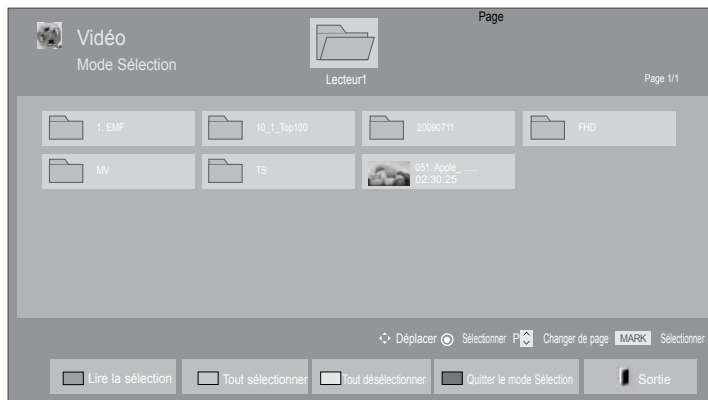 Page
Vidéo
Mode Sélection
Lecteur1
Page 1/1
1. EMF
10_1_Top100
20090711
FHD
MV
TS
051. Apple_ ......
02:30:25
Déplacer Sélectionner P Changer de page MARK Sélectionner
Lire la sélection Tout sélectionner Tout désélectionner Quitter le mode Sélection Sortie